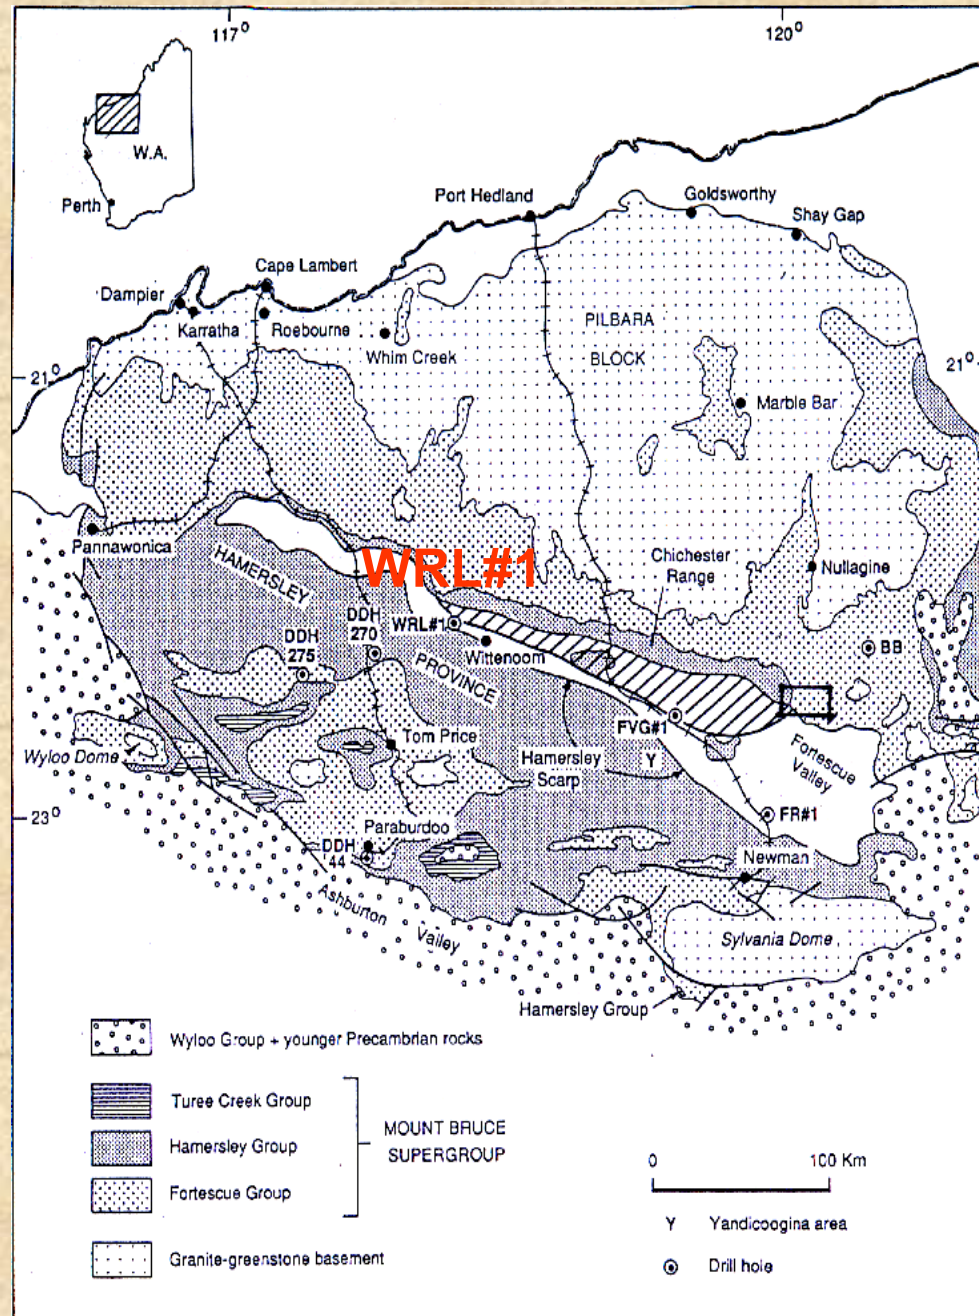 117°
120°
W.A.
Perth
Port Hedland
Goldsworthy
Shay Gap
Cape Lambert
Dampier
Karratha
Roebourne
Whim Creek
PILBARA
BLOCK
21°
21°
Marble Bar
Pannawonica
HAMERSLEY
WRL#1
Chichester
Range
Nullagine
DDH
270
WRL#1
DDH
275
Wittenoom
BB
PROVINCE
FVG#1
Tom Price
Hamersley
Scarp
Y
Fortescue
Valley
Wyloo Dome
23°
FR#1
Paraburdoo
DDH
44
Newman
Ashburton
Valley
Sylvania Dome
Hamersley Group
Wyloo Group + younger Precambrian rocks
Turee Creek Group
Hamersley Group
MOUNT BRUCE
SUPERGROUP
Fortescue Group
Granite-greenstone basement
0 100 Km
Y Yandicoogina area
Drill hole